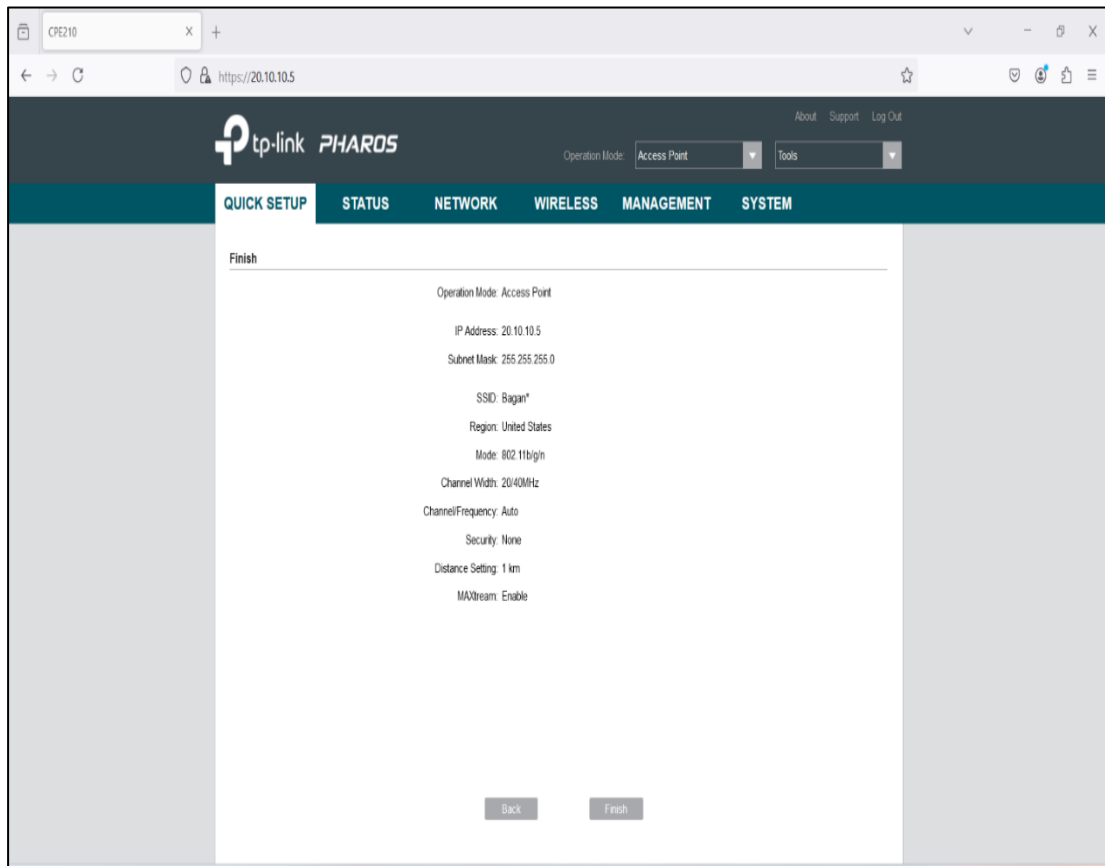 CPE210
https://20.10.10.5
About Support Log Out
tp-link PHAROS
Operation Mode: Access Point Tools
QUICK SETUP STATUS NETWORK WIRELESS MANAGEMENT SYSTEM
Finish
Operation Mode: Access Point
IP Address: 20.10.10.5
Subnet Mask: 255.255.255.0
SSID: Bagan*
Region: United States
Mode: 802.11b/g/n
Channel Width: 20/40MHz
Channel/Frequency: Auto
Security: None
Distance Setting: 1 km
MAXtream: Enable
Back Finish